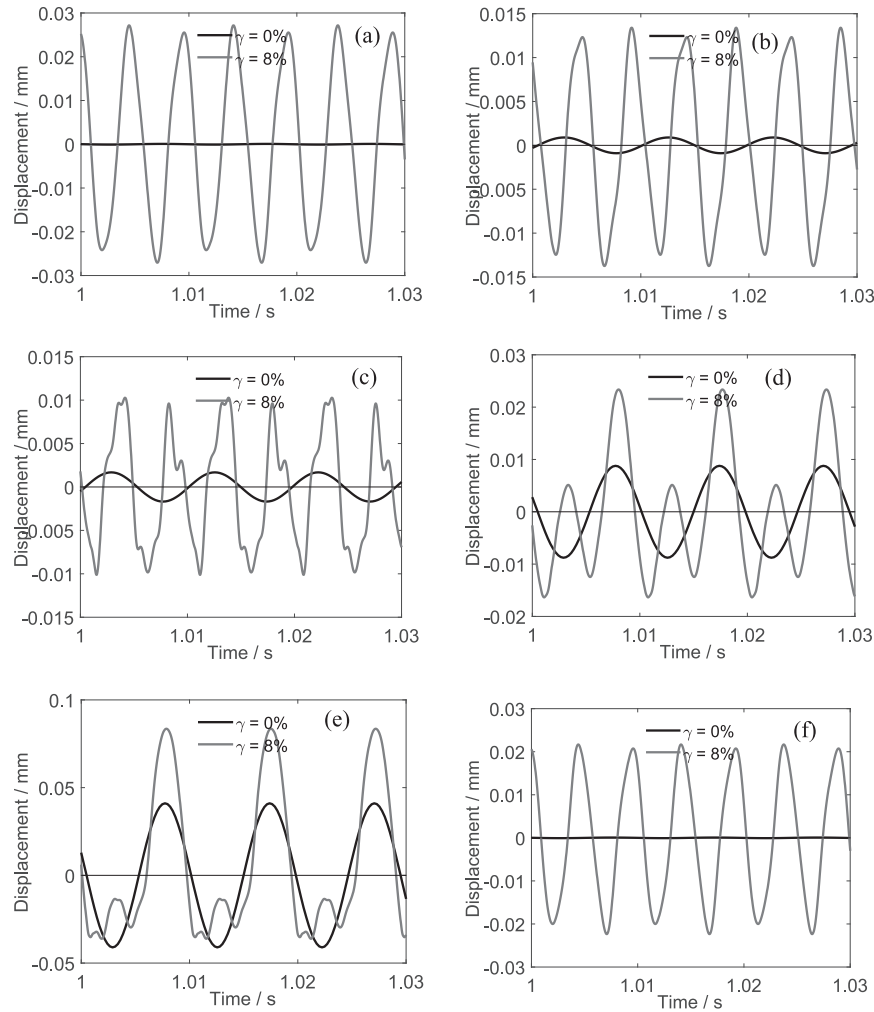 0.03
0.02
0.01
0
-0.01
-0.02
-0.03
Displacement / mm
γ = 0%
γ = 8%
(a)
1
1.01
1.02
1.03
Time / s
0.015
0.01
0.005
0
0.005
-0.01
-0.015
Displacement / mm
γ = 0%
γ = 8%
(b)
1
1.01
1.02
1.03
Time / s
0.015
0.01
0.005
0
0.005
-0.01
-0.015
Displacement / mm
γ = 0%
γ = 8%
(c)
1
1.01
1.02
1.03
Time / s
0.03
0.02
0.01
0
-0.01
-0.02
Displacement / mm
γ = 0%
γ = 8%
(d)
1
1.01
1.02
1.03
Time / s
0.1
0.05
0
-0.05
Displacement / mm
γ = 0%
γ = 8%
(e)
1
1.01
1.02
1.03
Time / s
0.03
0.02
0.01
0
-0.01
-0.02
-0.03
Displacement / mm
γ = 0%
γ = 8%
(f)
1
1.01
1.02
1.03
Time / s